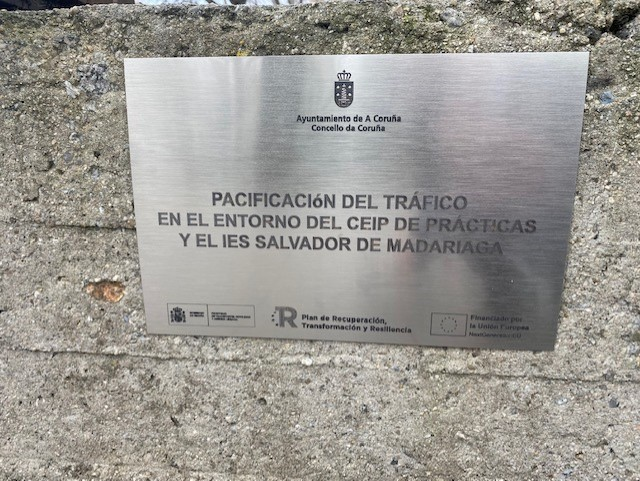 Ayuntamiento de A Coruña
Concello da Coruña
PACIFICACIóN DEL TRÁFICO
EN EL ENTORNO DEL CEIP DE PRÁCTICAS
Y EL IES SALVADOR DE MADARIAGA
R Plan de Recuperación,
Transformación y Resiliencia
Financiado por
la Unión Europea
NextGenerationEU